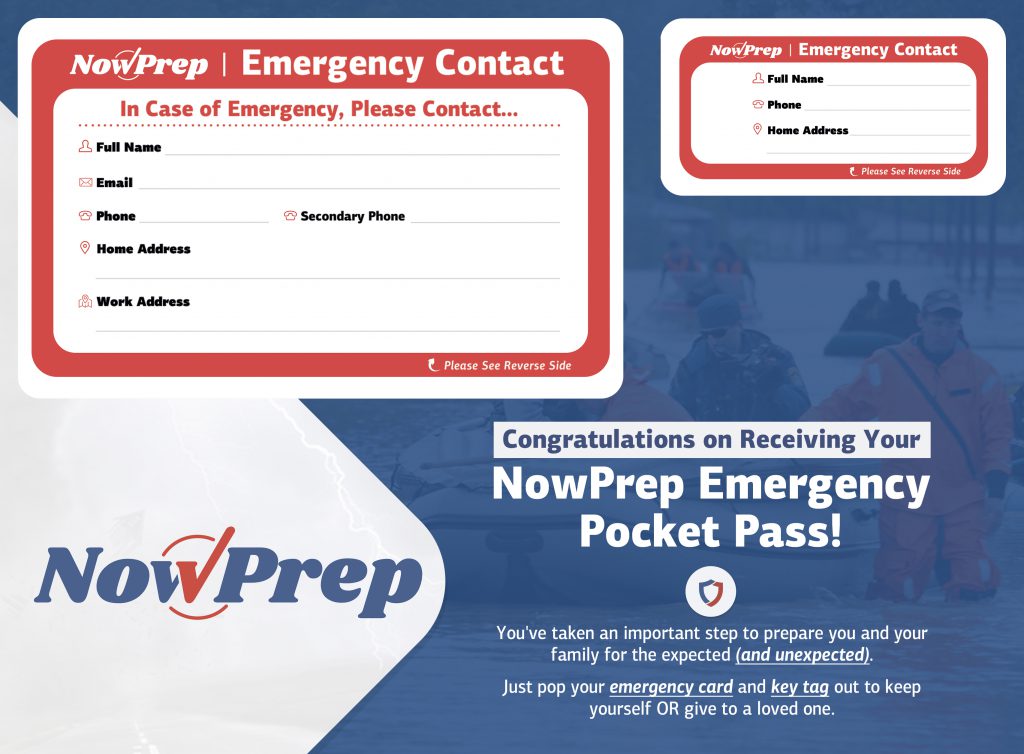 NowPrep | Emergency Contact
In Case of Emergency, Please Contact...
Full Name
Email
Phone Secondary Phone
Home Address
Work Address
Please See Reverse Side
NowPrep | Emergency Contact
Full Name
Phone
Home Address
Please See Reverse Side
NowPrep
Congratulations on Receiving Your
NowPrep Emergency
Pocket Pass!
You've taken an important step to prepare you and your
family for the expected (and unexpected).
Just pop your emergency card and key tag out to keep
yourself OR give to a loved one.